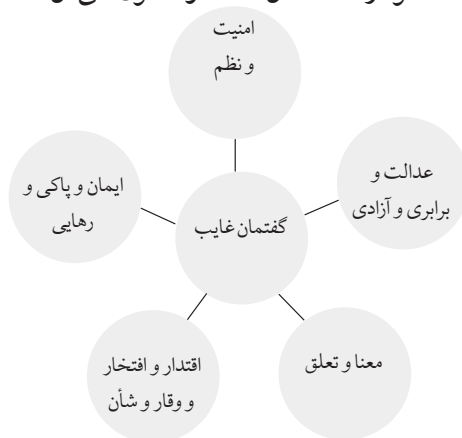 امنیت
و نظم
عدالت و
برابری و آزادی
ایمان و پاکی و
رهایی
گفتمان غایب
معنا و تعلق
اقتدار و افتخار
و وقار و شأن